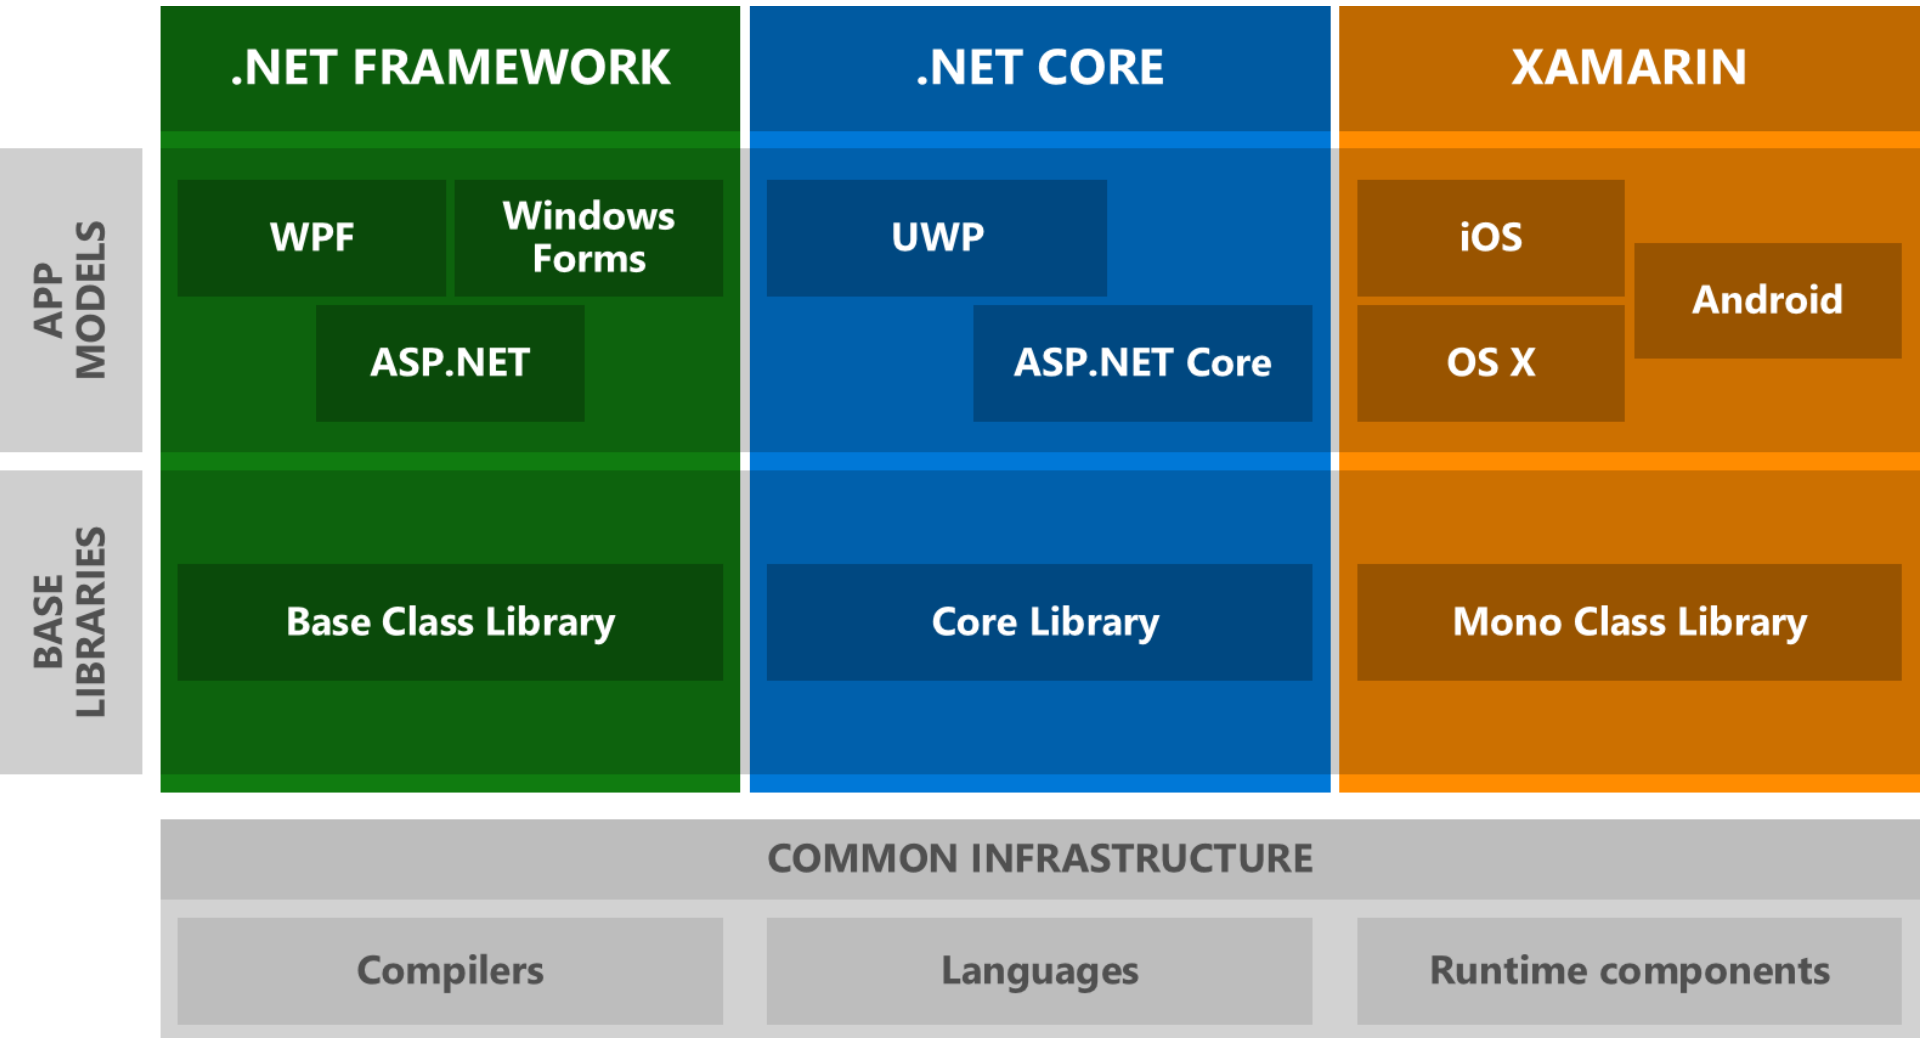 .NET FRAMEWORK
.NET CORE
XAMARIN
APP
MODELS
WPF
Windows
Forms
ASP.NET
UWP
ASP.NET Core
iOS
Android
OS X
BASE
LIBRARIES
Base Class Library
Core Library
Mono Class Library
COMMON INFRASTRUCTURE
Compilers
Languages
Runtime components